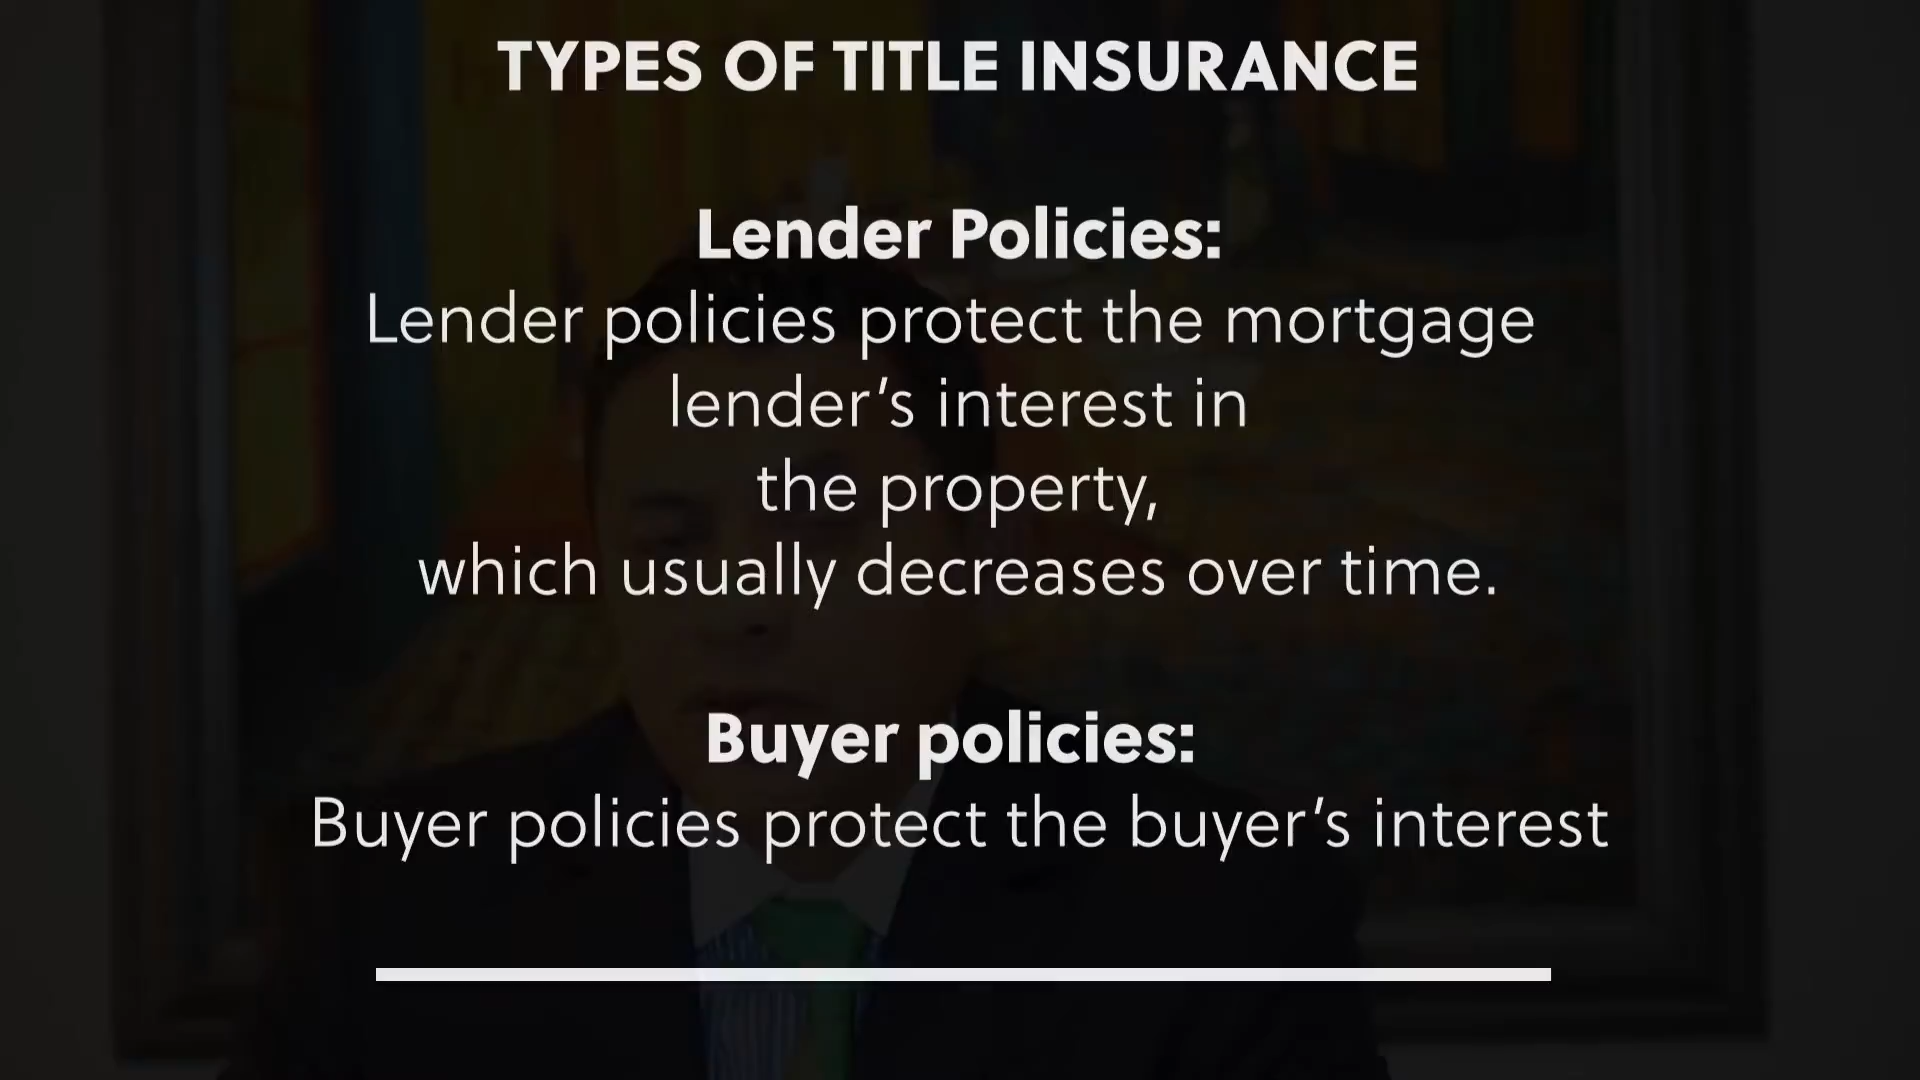 TYPES OF TITLE INSURANCE
Lender Policies:
Lender policies protect the mortgage
lender’s interest in
the property,
which usually decreases over time.
Buyer policies:
Buyer policies protect the buyer’s interest